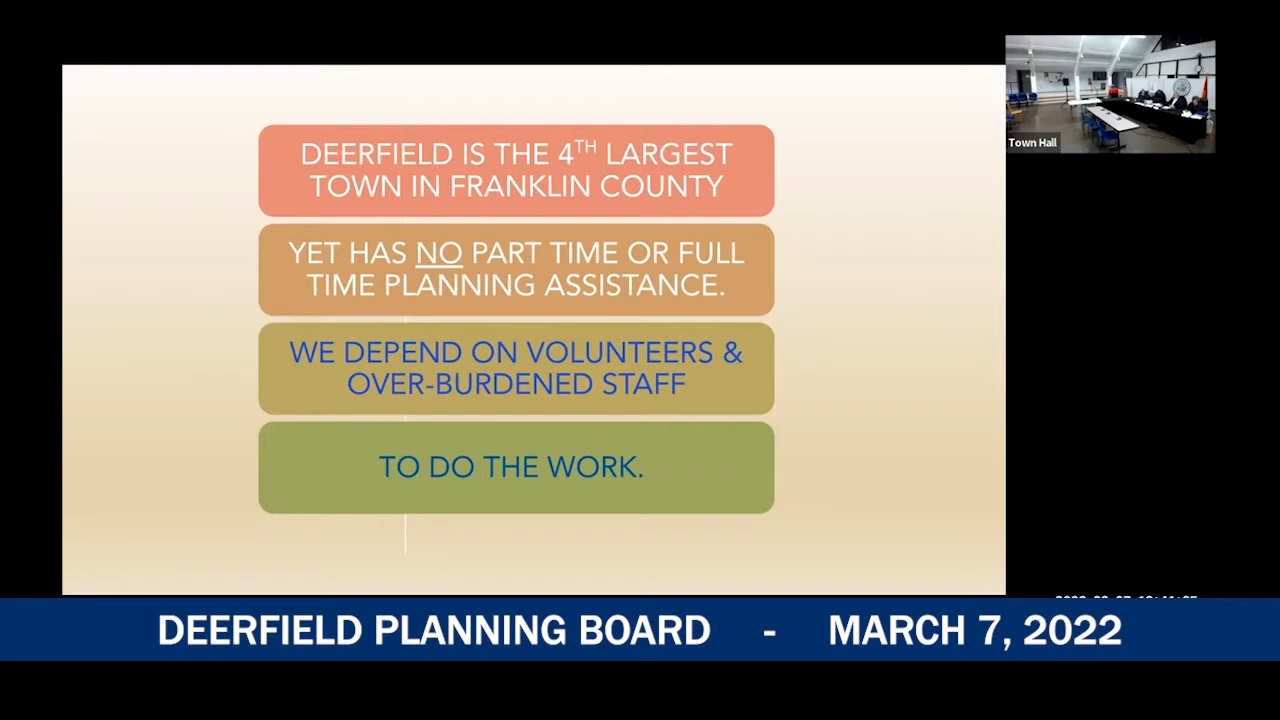 DEERFIELD IS THE 4TH LARGEST
TOWN IN FRANKLIN COUNTY
YET HAS NO PART TIME OR FULL
TIME PLANNING ASSISTANCE.
WE DEPEND ON VOLUNTEERS &
OVER-BURDENED STAFF
TO DO THE WORK.
Town Hall
DEERFIELD PLANNING BOARD - MARCH 7, 2022